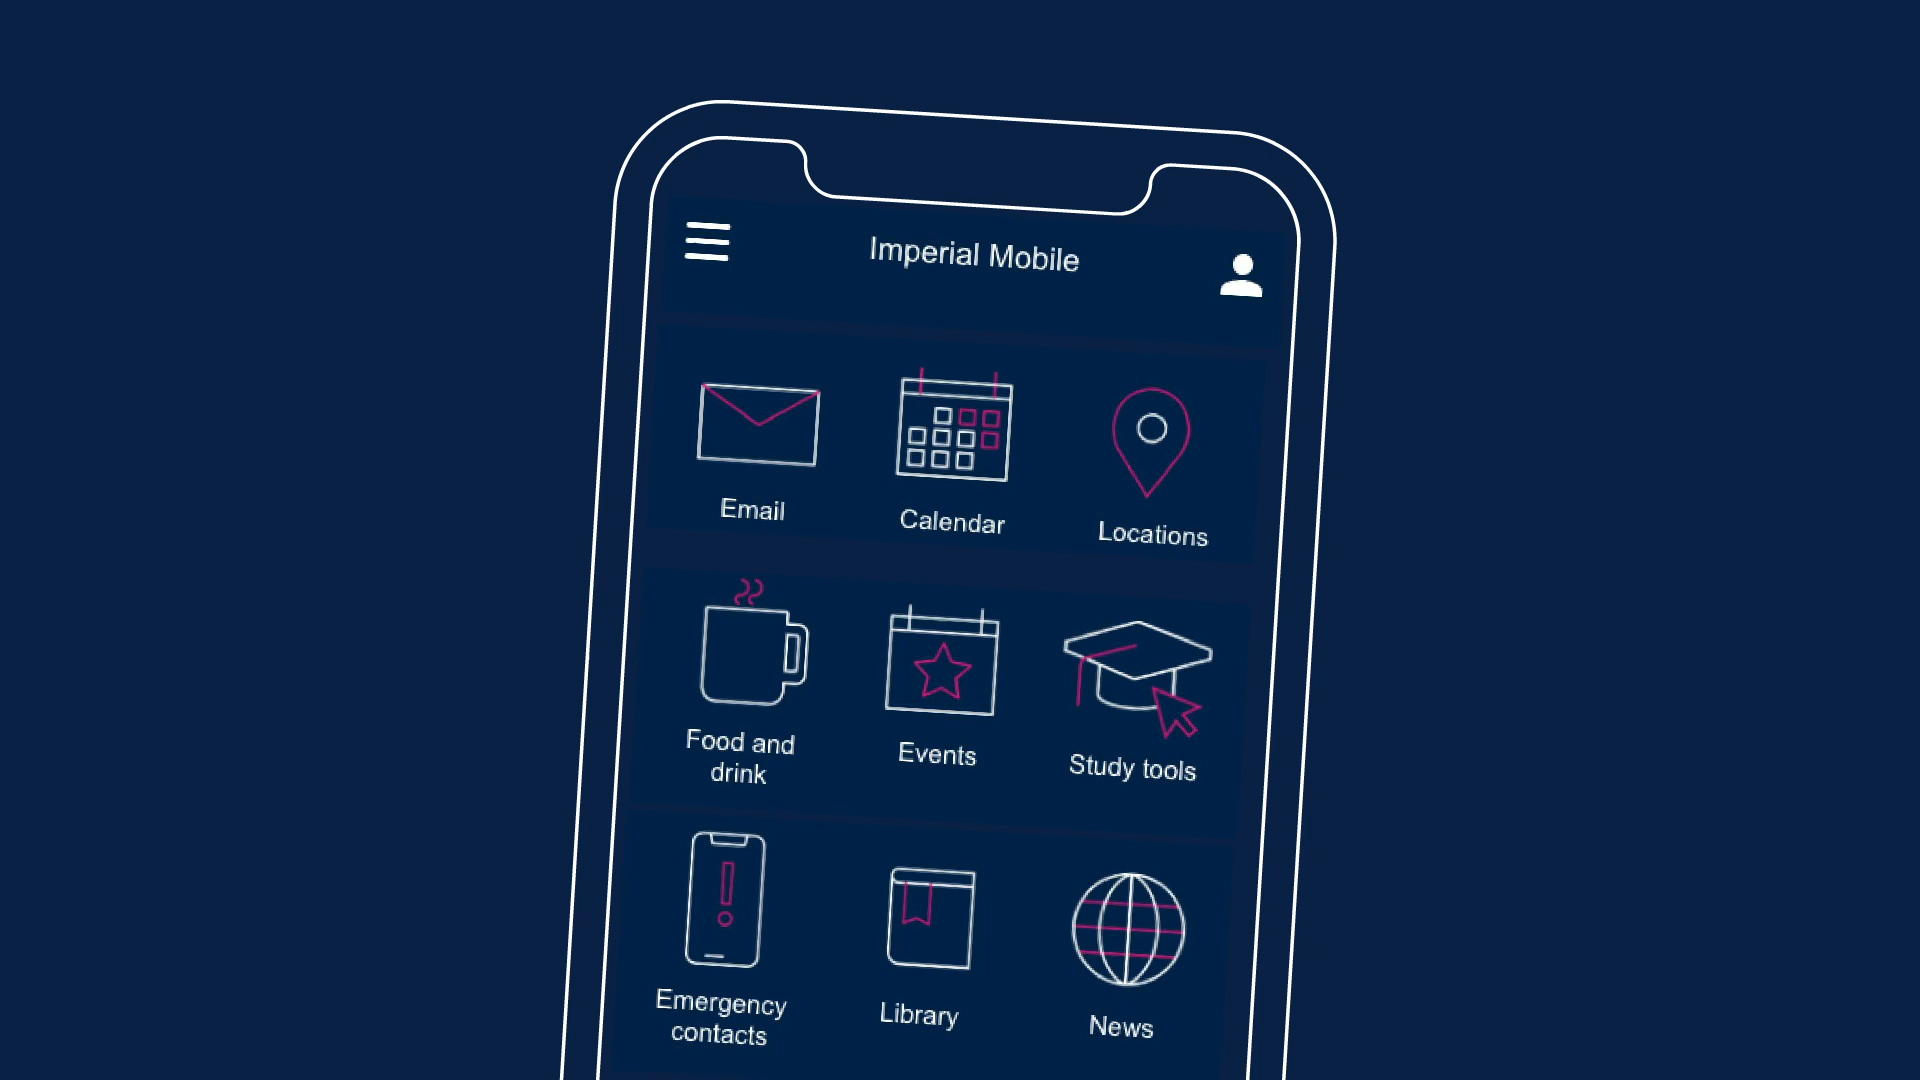 Imperial Mobile
Email
Calendar
Locations
Food and
drink
Events
Study tools
Emergency
contacts
Library
News